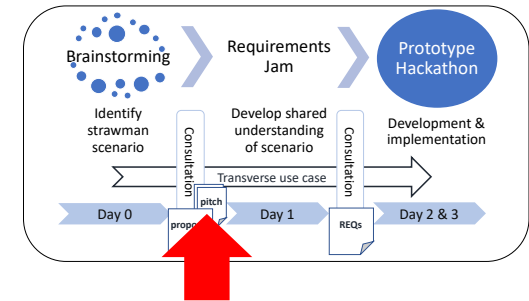 Brainstorming
Requirements
Jam
Prototype
Hackathon
Identify
strawman
scenario
Consultation
Develop shared
understanding
of scenario
Consultation
Development &
implementation
Transverse use case
Day 0
pitch
Day 1
REQs
Day 2 & 3